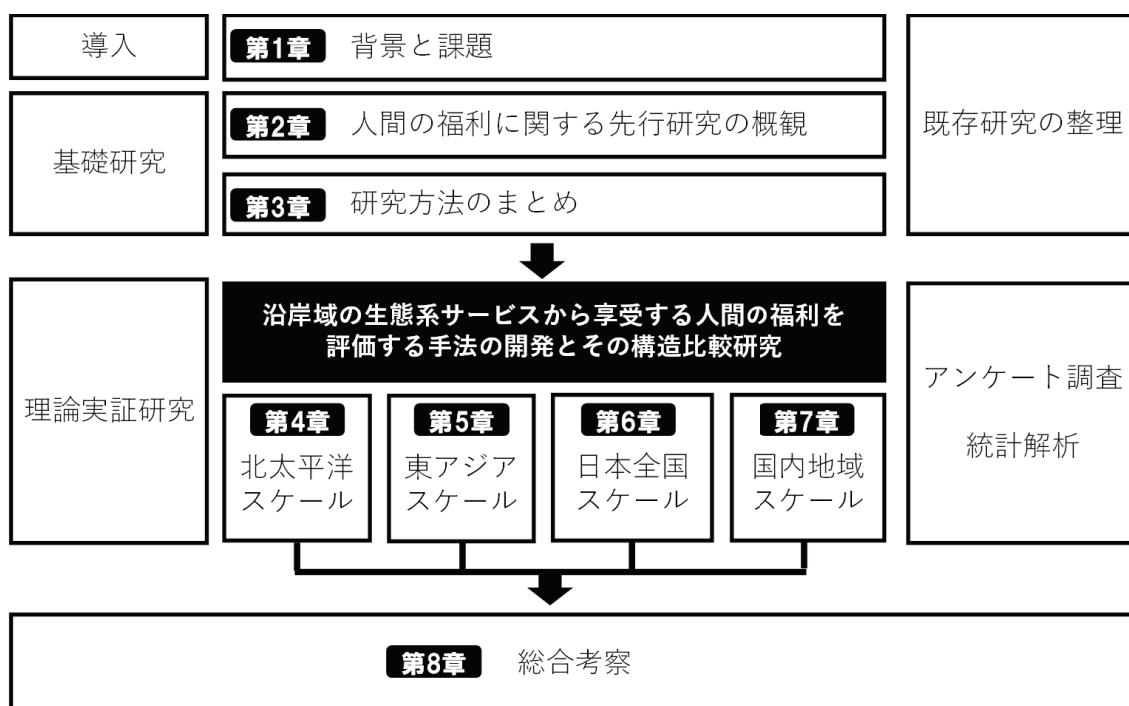 導入
第1章 背景と課題
既存研究の整理
基礎研究
第2章 人間の福利に関する先行研究の概観
第3章 研究方法のまとめ
理論実証研究
沿岸域の生態系サービスから享受する人間の福利を
評価する手法の開発とその構造比較研究
第4章
北太平洋
スケール
第5章
東アジア
スケール
第6章
日本全国
スケール
第7章
国内地域
スケール
アンケート調査
統計解析
第8章 総合考察